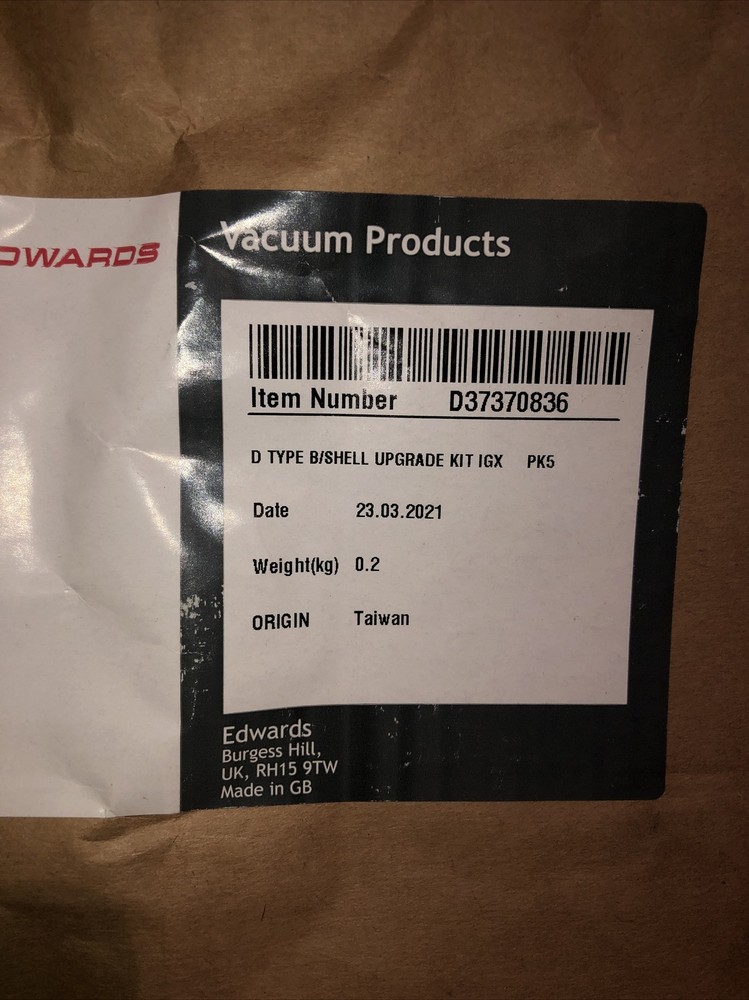 DWARDS
Vacuum Products
Item Number D37370836
D TYPE B/SHELL UPGRADE KIT IGX PK5
Date 23.03.2021
Weight(kg) 0.2
ORIGIN Taiwan
Edwards
Burgess Hill,
UK, RH15 9TW
Made in GB